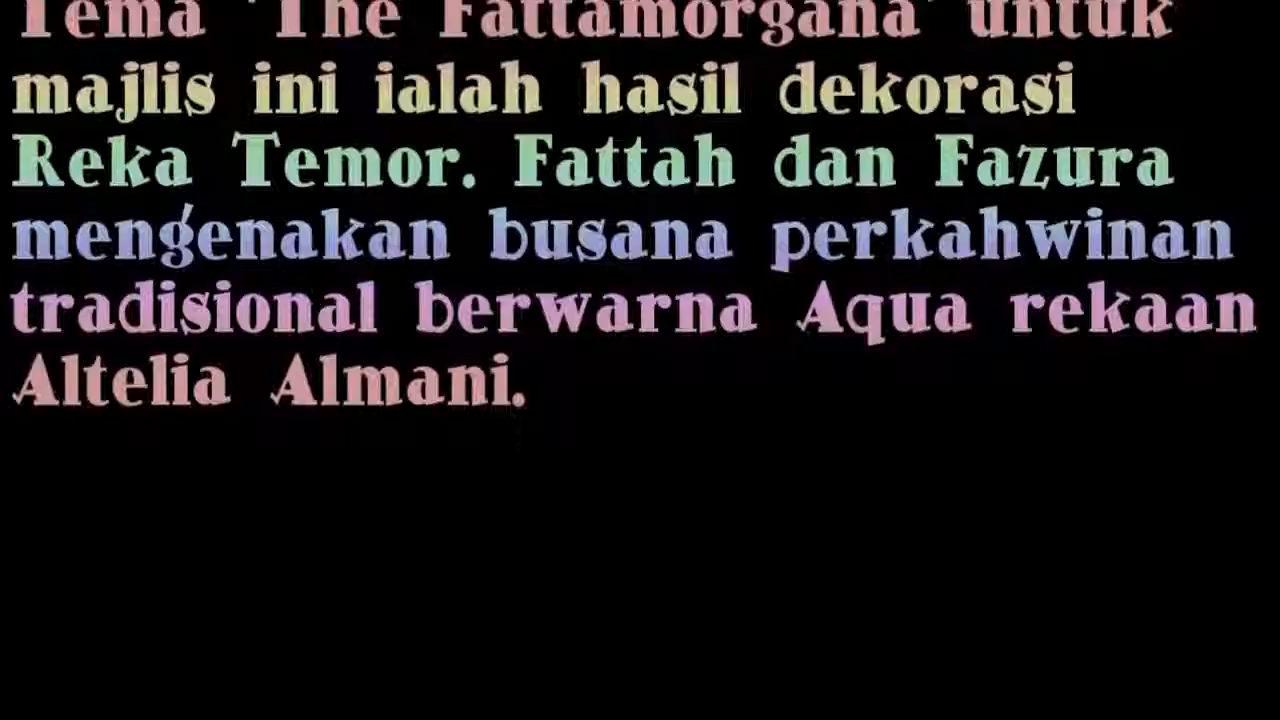 Tema 'The Fattamorgana' untuk
majlis ini ialah hasil dekorasi
Reka Temor. Fattah dan Fazura
mengenakan busana perkahwinan
tradisional berwarna Aqua rekaan
Altelia Almani.